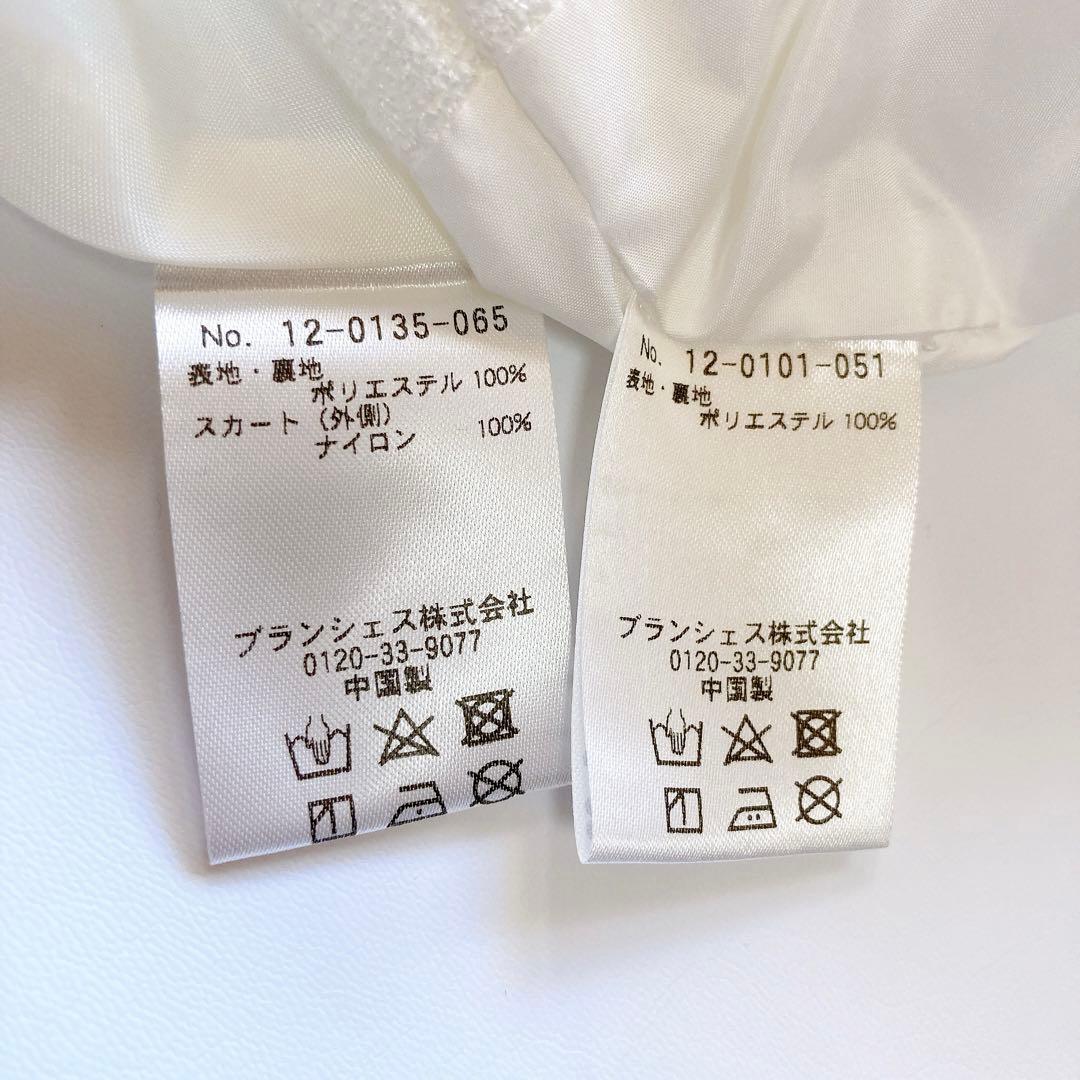 No. 12-0135-065
表地・裏地
ポリエステル 100%
スカート (外側)
ナイロン 100%
ブランシェス株式会社
0120-33-9077
中国製
No. 12-0101-051
表地・裏地
ポリエステル 100%
ブランシェス株式会社
0120-33-9077
中国製